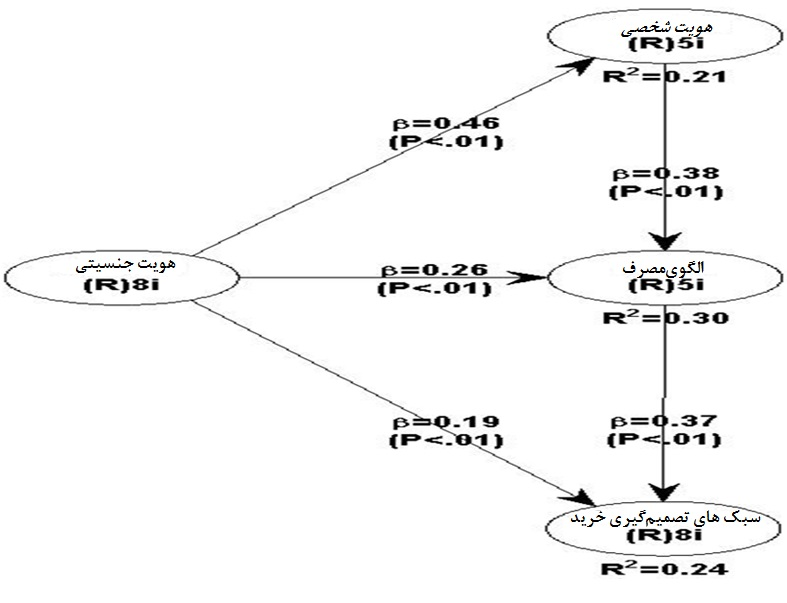 هویت شخصی
(R)5i
R²=0.21
β=0.46
(P<.01)
β=0.38
(P<.01)
هویت جنسیتی
(R)8i
β=0.26
(P<.01)
الگوی‌مصرف
(R)5i
R²=0.30
β=0.19
(P<.01)
β=0.37
(P<.01)
سبک های تصمیم‌گیری خرید
(R)8i
R²=0.24